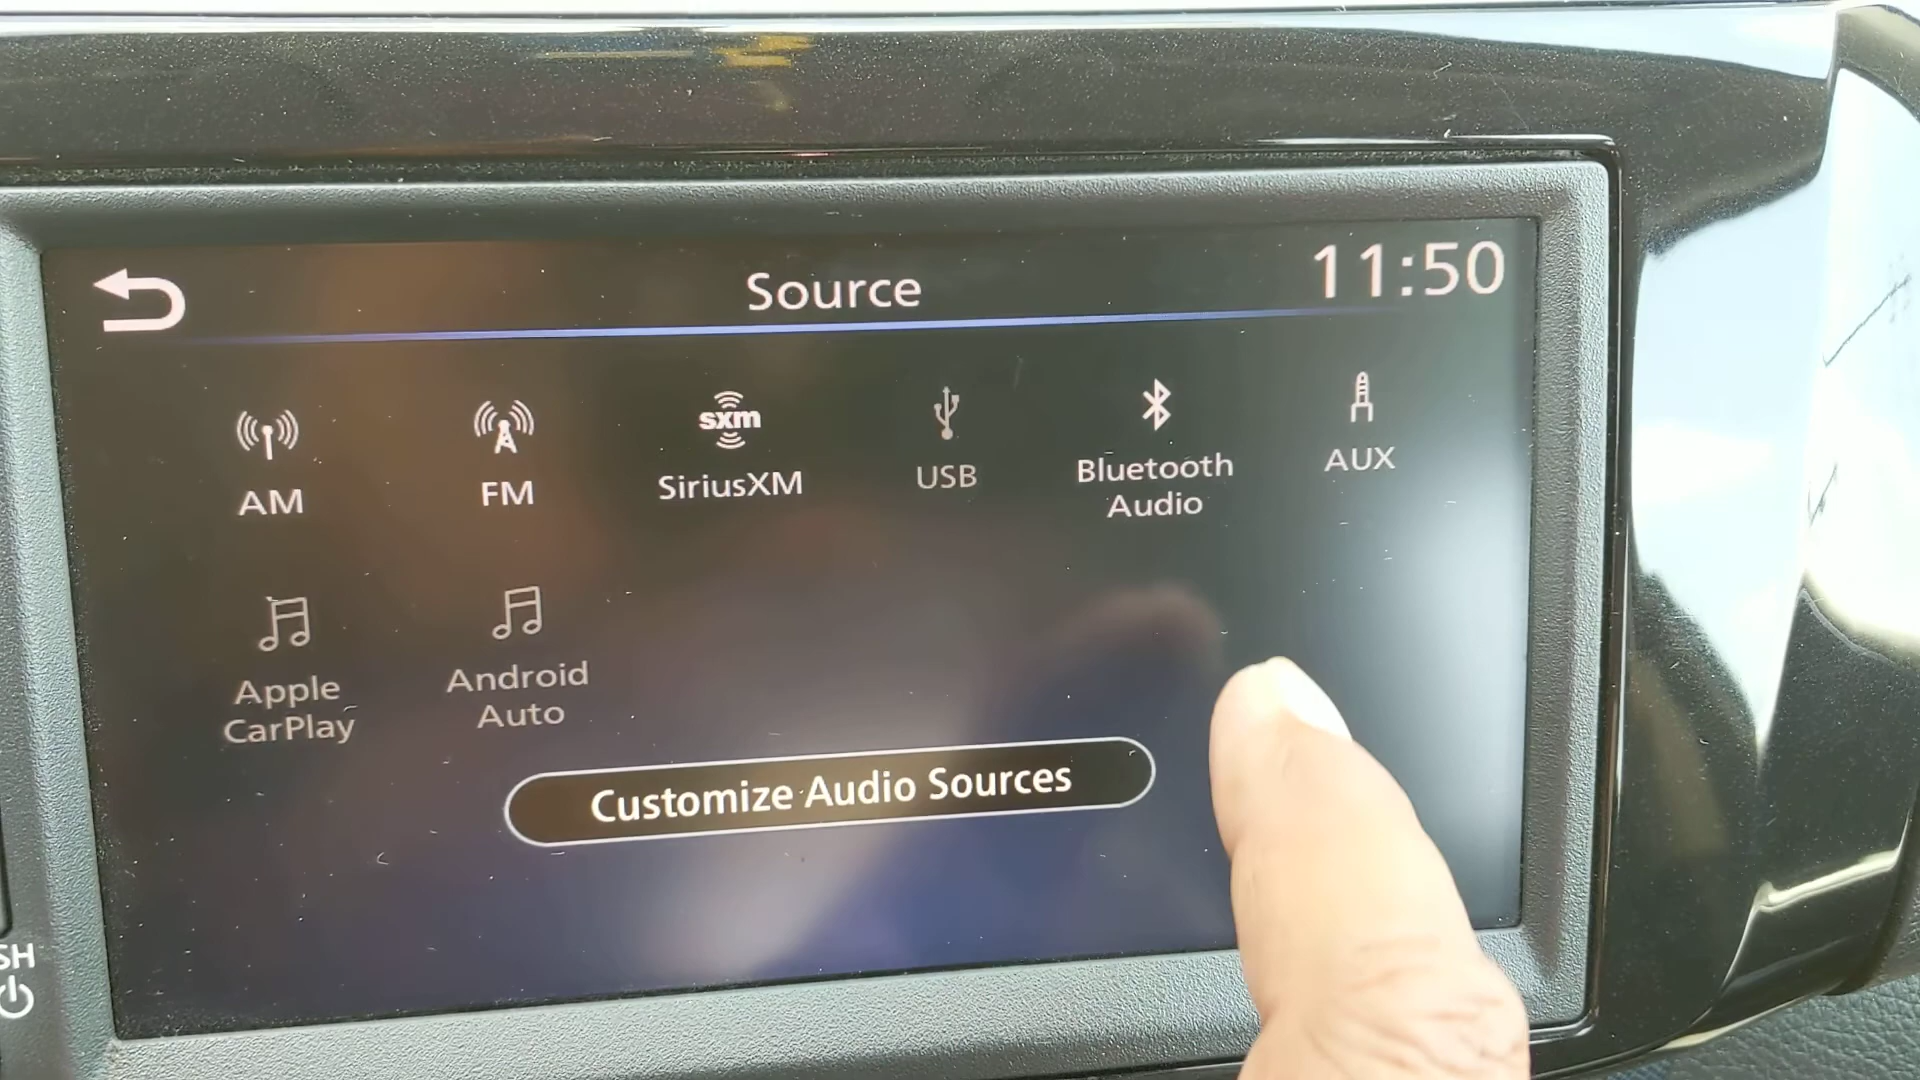 Source
11:50
sxm
AM
FM
SiriusXM
USB
Bluetooth
Audio
AUX
Apple
CarPlay
Android
Auto
Customize Audio Sources
SH